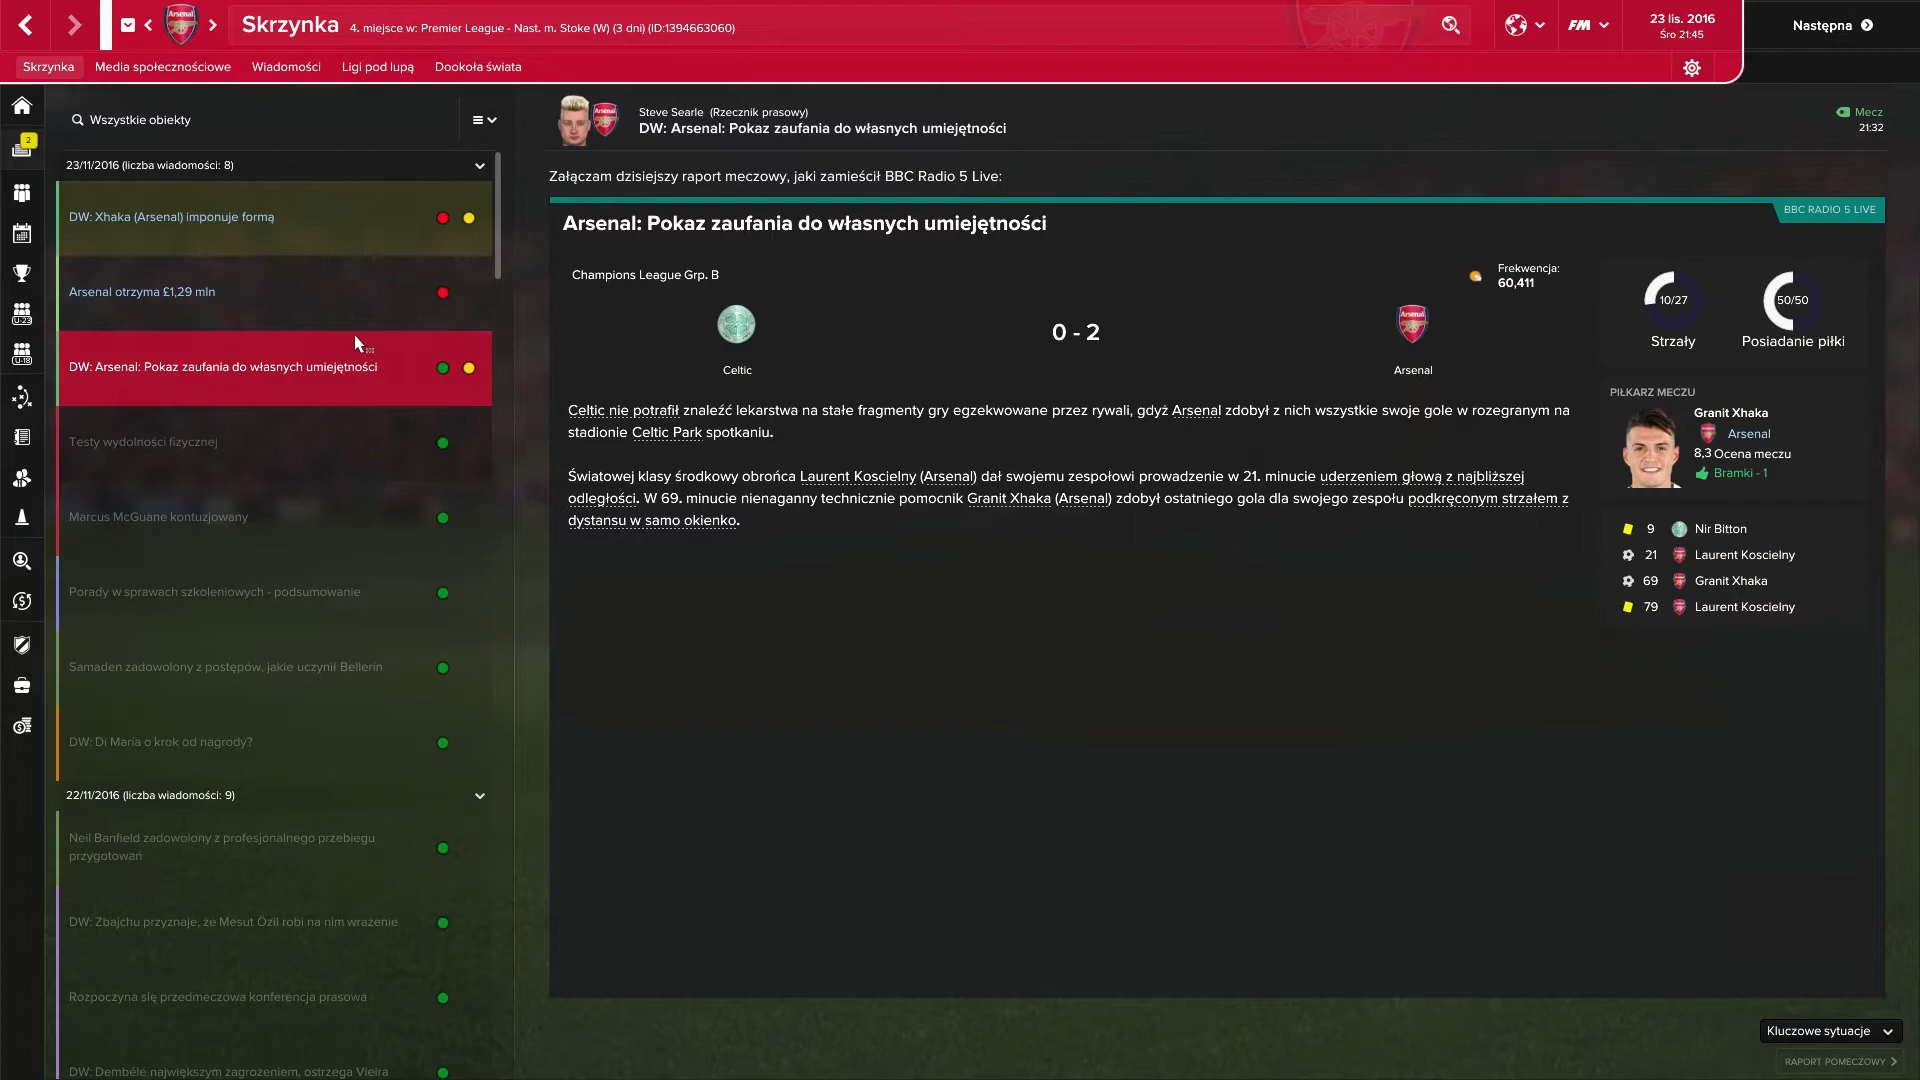 Skrzynka
4. miejsce w: Premier League - Nast. m. Stoke (W) (3 dni) (ID:1394663060)
FM
23 lis. 2016
Śro 21:45
Następna
Skrzynka
Media społecznościowe
Wiadomości
Ligi pod lupą
Dookoła świata
2
U-23
U-18
Wszystkie obiekty
23/11/2016 (liczba wiadomości: 8)
DW: Xhaka (Arsenal) imponuje formą
Arsenal otrzyma £1,29 mln
DW: Arsenal: Pokaz zaufania do własnych umiejętności
Testy wydolności fizycznej
Marcus McGuane kontuzjowany
Porady w sprawach szkoleniowych - podsumowanie
Samaden zadowolony z postępów, jakie uczynił Bellerín
DW: Di María o krok od nagrody?
22/11/2016 (liczba wiadomości: 9)
Neil Banfield zadowolony z profesjonalnego przebiegu
przygotowań
DW: Zbajchu przyznaje, że Mesut Özil robi na nim wrażenie
Rozpoczyna się przedmeczowa konferencja prasowa
DW: Dembélé największym zagrożeniem, ostrzega Vieira
Steve Searle (Rzecznik prasowy)
DW: Arsenal: Pokaz zaufania do własnych umiejętności
Mecz
21:32
Załączam dzisiejszy raport meczowy, jaki zamieścił BBC Radio 5 Live:
BBC RADIO 5 LIVE
Arsenal: Pokaz zaufania do własnych umiejętności
Champions League Grp. B
Frekwencja:
60,411
0 - 2
Celtic
Arsenal
Celtic nie potrafił znaleźć lekarstwa na stałe fragmenty gry egzekwowane przez rywali, gdyż Arsenal zdobył z nich wszystkie swoje gole w rozegranym na
stadionie Celtic Park spotkaniu.
Światowej klasy środkowy obrońca Laurent Koscielny (Arsenal) dał swojemu zespołowi prowadzenie w 21. minucie uderzeniem głową z najbliższej
odległości. W 69. minucie nienaganny technicznie pomocnik Granit Xhaka (Arsenal) zdobył ostatniego gola dla swojego zespołu podkręconym strzałem z
dystansu w samo okienko.
10/27
Strzały
50/50
Posiadanie piłki
PIŁKARZ MECZU
Granit Xhaka
Arsenal
8,3 Ocena meczu
Bramki - 1
9 Nir Bitton
21 Laurent Koscielny
69 Granit Xhaka
79 Laurent Koscielny
Kluczowe sytuacje
RAPORT POMECZOWY